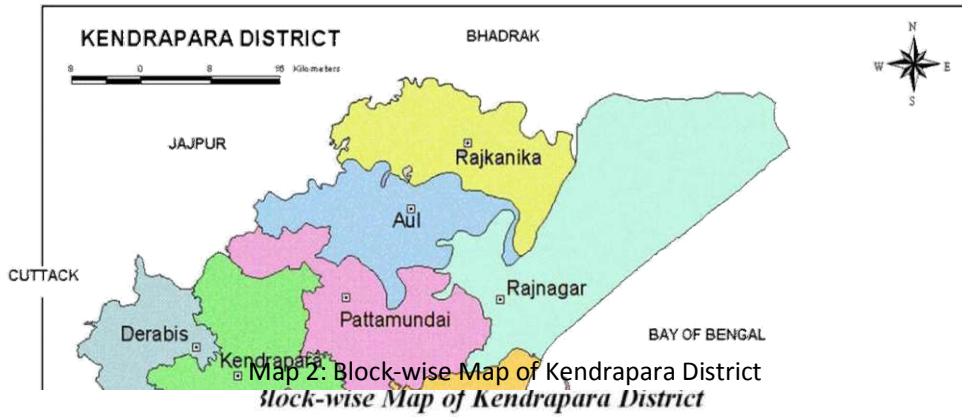 KENDRAPARA DISTRICT
BHADRAK
N
W E
S
8 0 8 16 Kilometers
JAJPUR
Rajkanika
Aul
CUTTACK
Rajnagar
Pattamundai
Derabis
BAY OF BENGAL
Kendrapara
Map 2: Block-wise Map of Kendrapara District
Block-wise Map of Kendrapara District